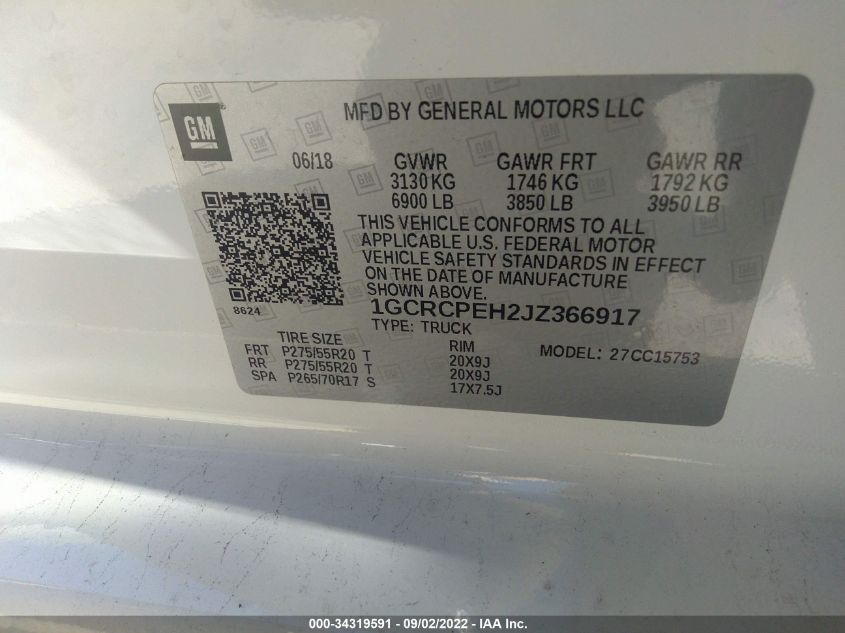 GM
MFD BY GENERAL MOTORS LLC
06/18 GVWR GAWR FRT GAWR RR
3130 KG 1746 KG 1792 KG
6900 LB 3850 LB 3950 LB
THIS VEHICLE CONFORMS TO ALL
APPLICABLE U.S. FEDERAL MOTOR
VEHICLE SAFETY STANDARDS IN EFFECT
ON THE DATE OF MANUFACTURE
SHOWN ABOVE.
8624
1GCRCPEH2JZ366917
TYPE: TRUCK
TIRE SIZE RIM MODEL: 27CC15753
FRT P275/55R20 T 20X9J
RR P275/55R20 T 20X9J
SPA P265/70R17 S 17X7.5J
000-34319591 — 09/02/2022 — IAA Inc.